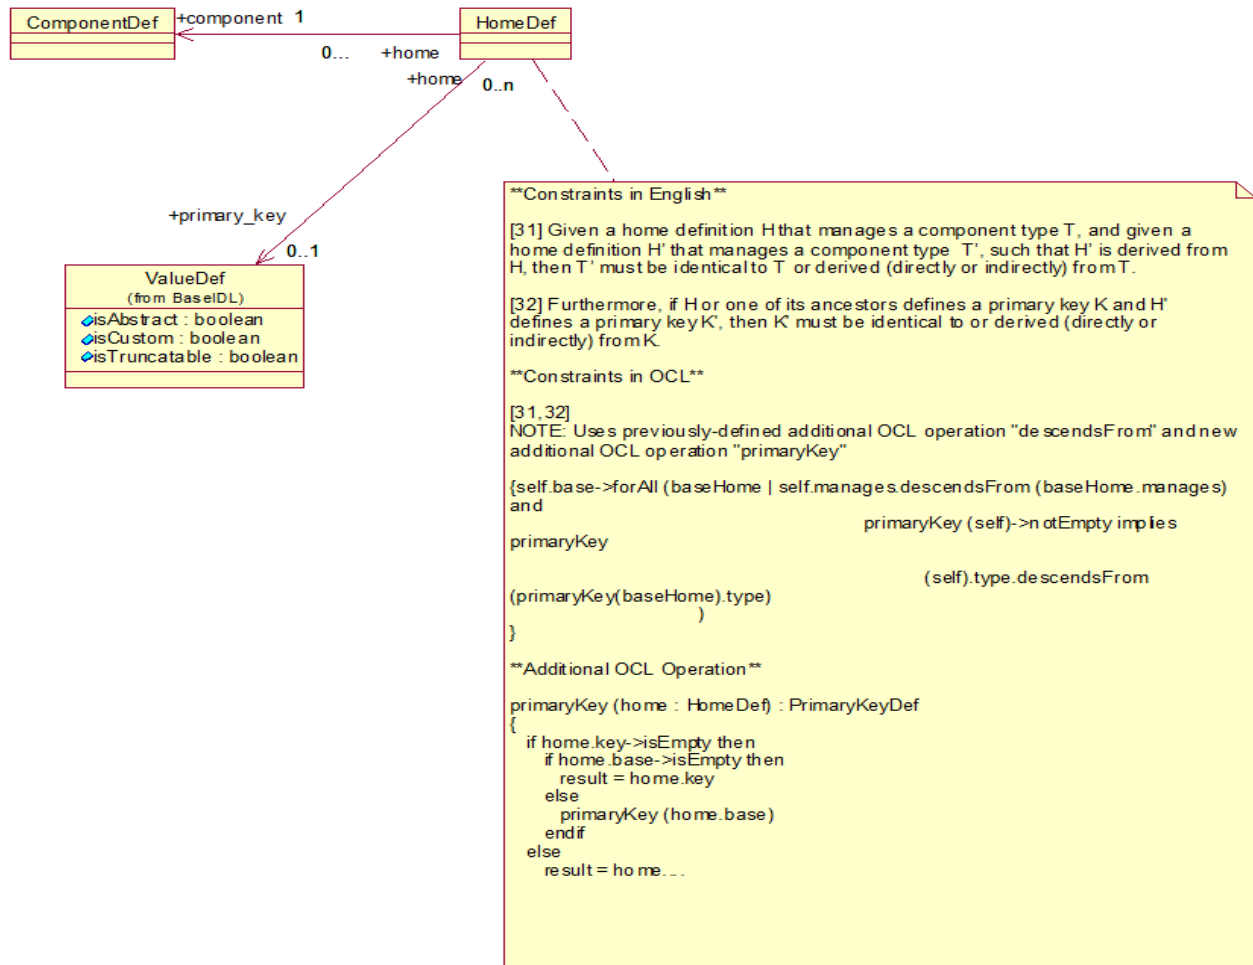 ComponentDef
+component 1
HomeDef
0... +home
+home 0..n
+primary_key
0..1
ValueDef
(from BaseIDL)
isAbstract : boolean
isCustom : boolean
isTruncatable : boolean
**Constraints in English**
[31] Given a home definition H that manages a component type T, and given a
home definition H' that manages a component type T', such that H' is derived from
H, then T' must be identical to T or derived (directly or indirectly) from T.
[32] Furthermore, if H or one of its ancestors defines a primary key K and H'
defines a primary key K', then K' must be identical to or derived (directly or
indirectly) from K.
**Constraints in OCL**
[31,32]
NOTE: Uses previously-defined additional OCL operation "descendsFrom" and new
additional OCL operation "primaryKey"
{self.base->forAll (baseHome | self.manages.descendsFrom (baseHome.manages)
and
primaryKey (self)->notEmpty implies
primaryKey
(self).type.descendsFrom
(primaryKey(baseHome).type)
)
}
**Additional OCL Operation**
primaryKey (home : HomeDef) : PrimaryKeyDef
{
if home.key->isEmpty then
if home.base->isEmpty then
result = home.key
else
primaryKey (home.base)
endif
else
result = home....